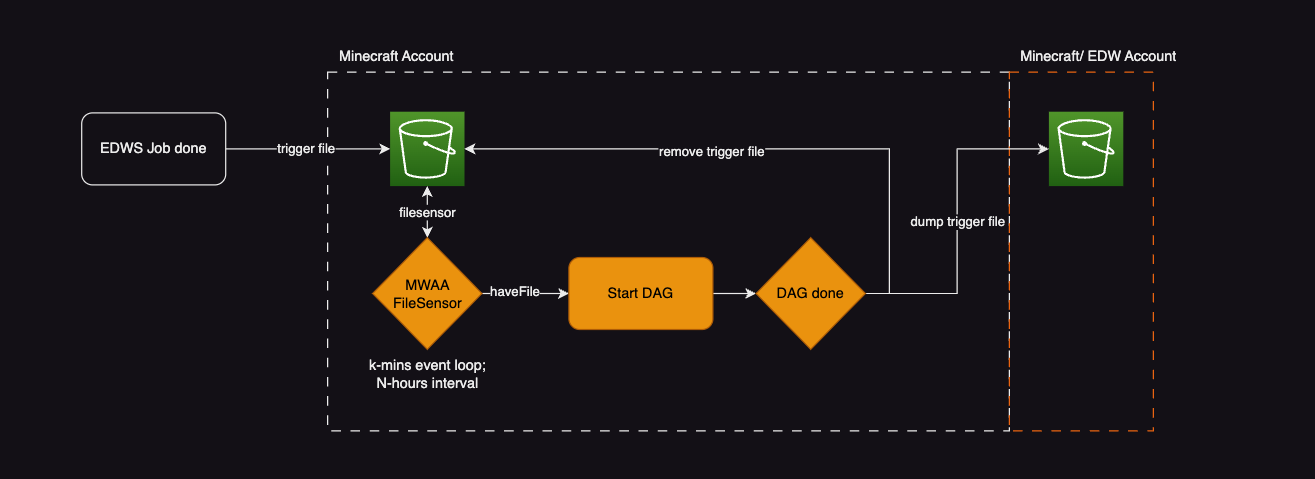 Minecraft Account
Minecraft/ EDW Account
EDWS Job done
trigger file
remove trigger file
filesensor
dump trigger file
MWAA
FileSensor
haveFile
Start DAG
DAG done
k-mins event loop;
N-hours interval